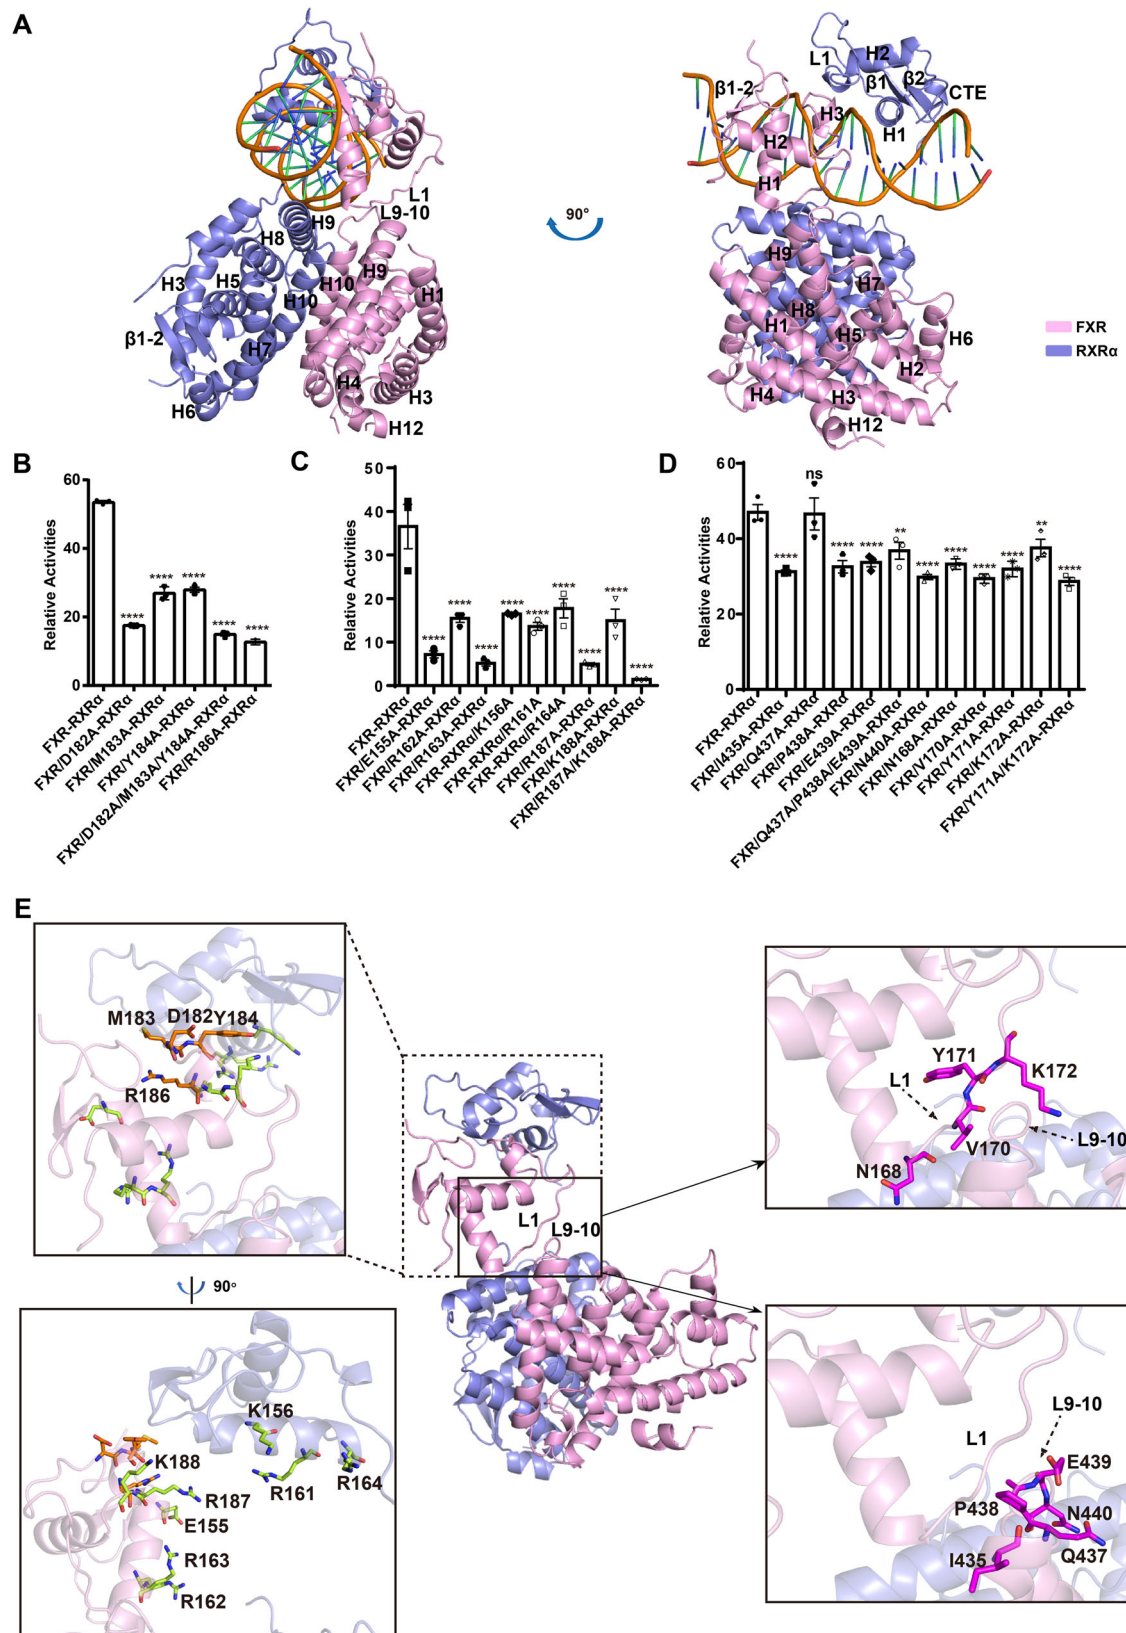 A
L1
L9-10
H9
H8
H3
H5
H10
H10
H9
H1
β1-2
H7
H4
H3
H6
H12
90°
L1
H2
β1
β2
CTE
H1
β1-2
H3
H2
H1
H9
H7
H8
H1
H5
H6
H2
H4
H3
H12
FXR
RXRα
B
Relative Activities
60
40
20
0
****
****
****
****
****
FXR-RXRα
FXR/D182A-RXRα
FXR/M183A-RXRα
FXR/Y184A-RXRα
FXR/D182A/M183A/Y184A-RXRα
FXR/R186A-RXRα
C
Relative Activities
50
40
30
20
10
0
****
****
****
****
****
****
****
****
****
FXR-RXRα
FXR/E155A-RXRα
FXR/R162A-RXRα
FXR/R163A-RXRα
FXR-RXRα/K156A
FXR-RXRα/R161A
FXR-RXRα/R164A
FXR/R187A-RXRα
FXR/K188A-RXRα
FXR/R187A/K188A-RXRα
D
Relative Activities
60
40
20
0
****
ns
****
****
**
****
****
****
****
**
****
FXR-RXRα
FXR/I435A-RXRα
FXR/Q437A-RXRα
FXR/P438A-RXRα
FXR/E439A-RXRα
FXR/Q437A/P438A/E439A-RXRα
FXR/N440A-RXRα
FXR/N168A-RXRα
FXR/V170A-RXRα
FXR/Y171A-RXRα
FXR/K172A-RXRα
FXR/Y171A/K172A-RXRα
E
M183
D182
Y184
R186
90°
K156
K188
R187
R161
R164
E155
R163
R162
L1
L9-10
Y171
K172
L1
V170
L9-10
N168
L9-10
L1
E439
P438
N440
I435
Q437